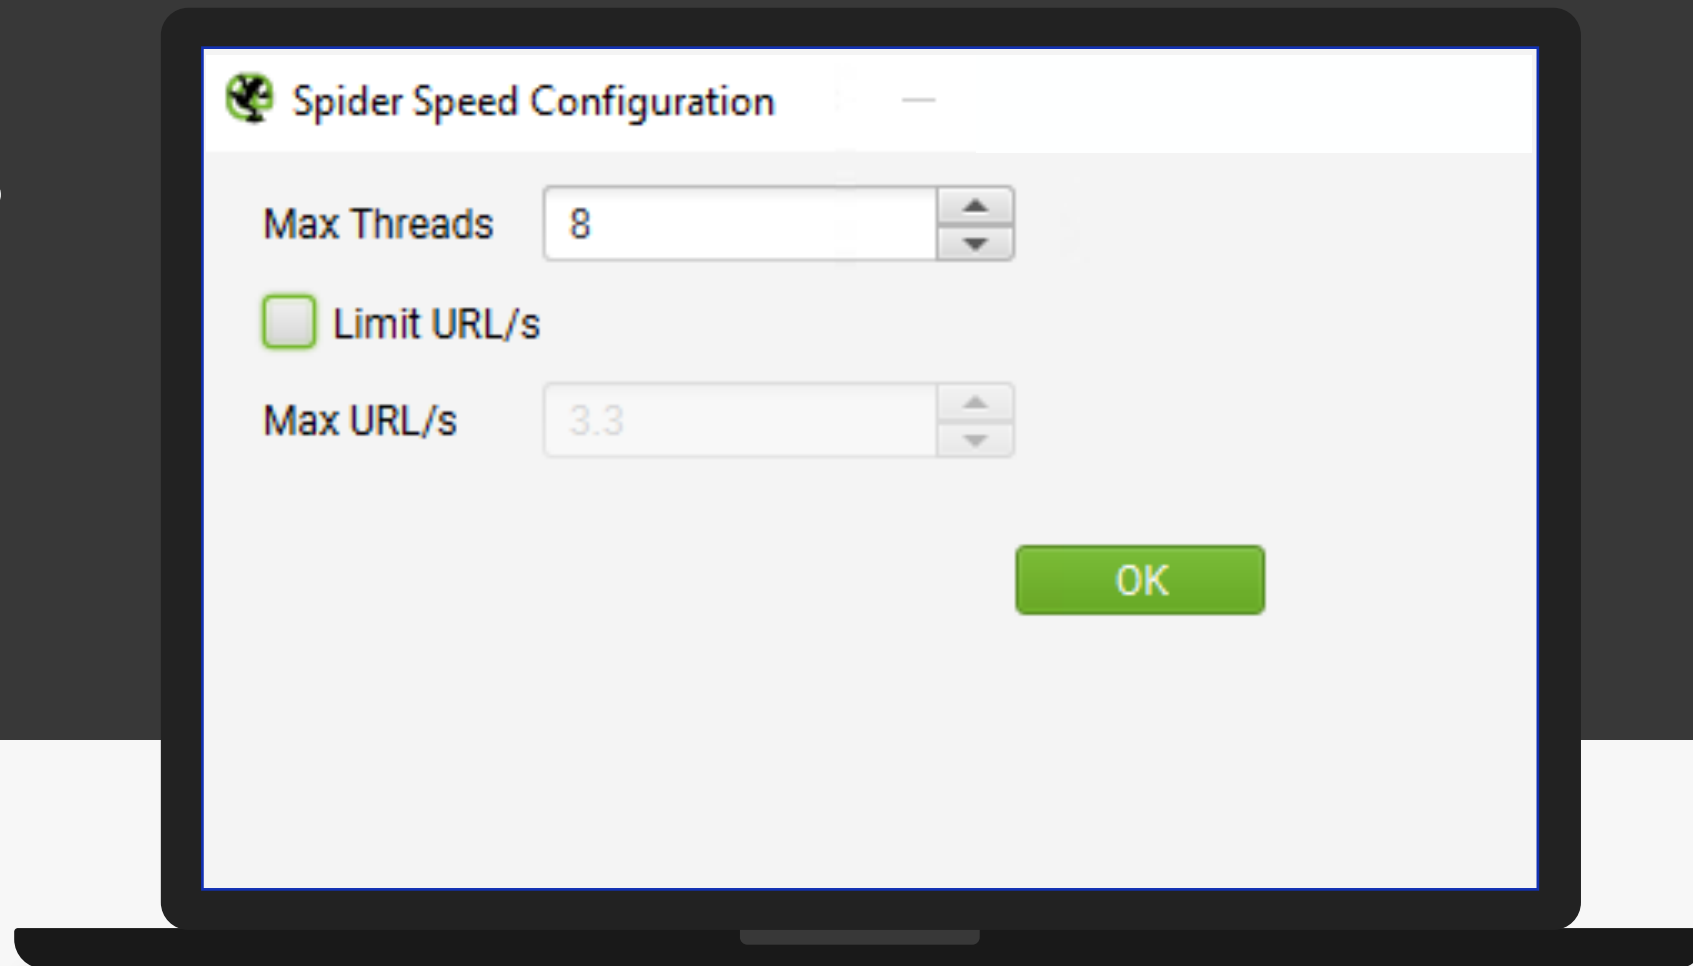 Spider Speed Configuration
Max Threads 8
Limit URL/s
Max URL/s 3.3
OK